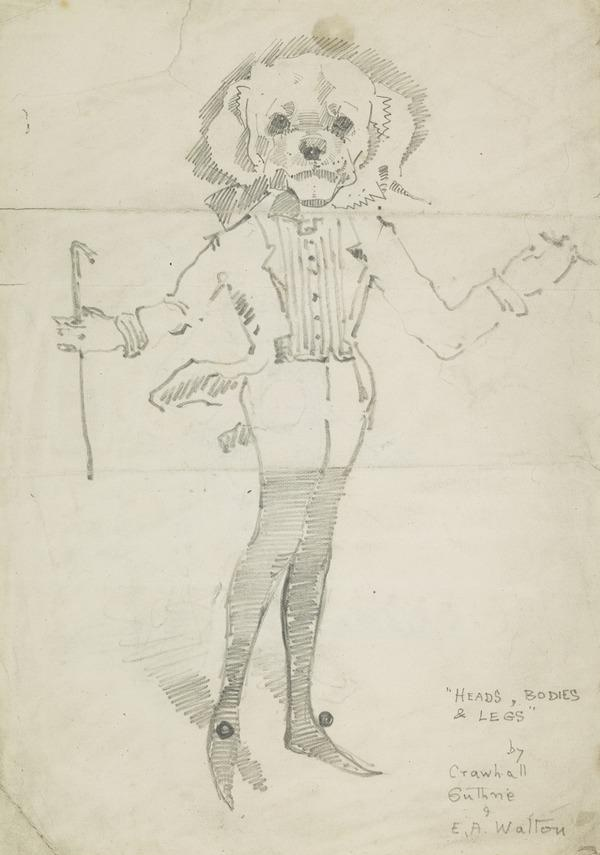 "HEADS, BODIES
& LEGS"
by
Crawhall
Guthrie
&
E.A. Walton